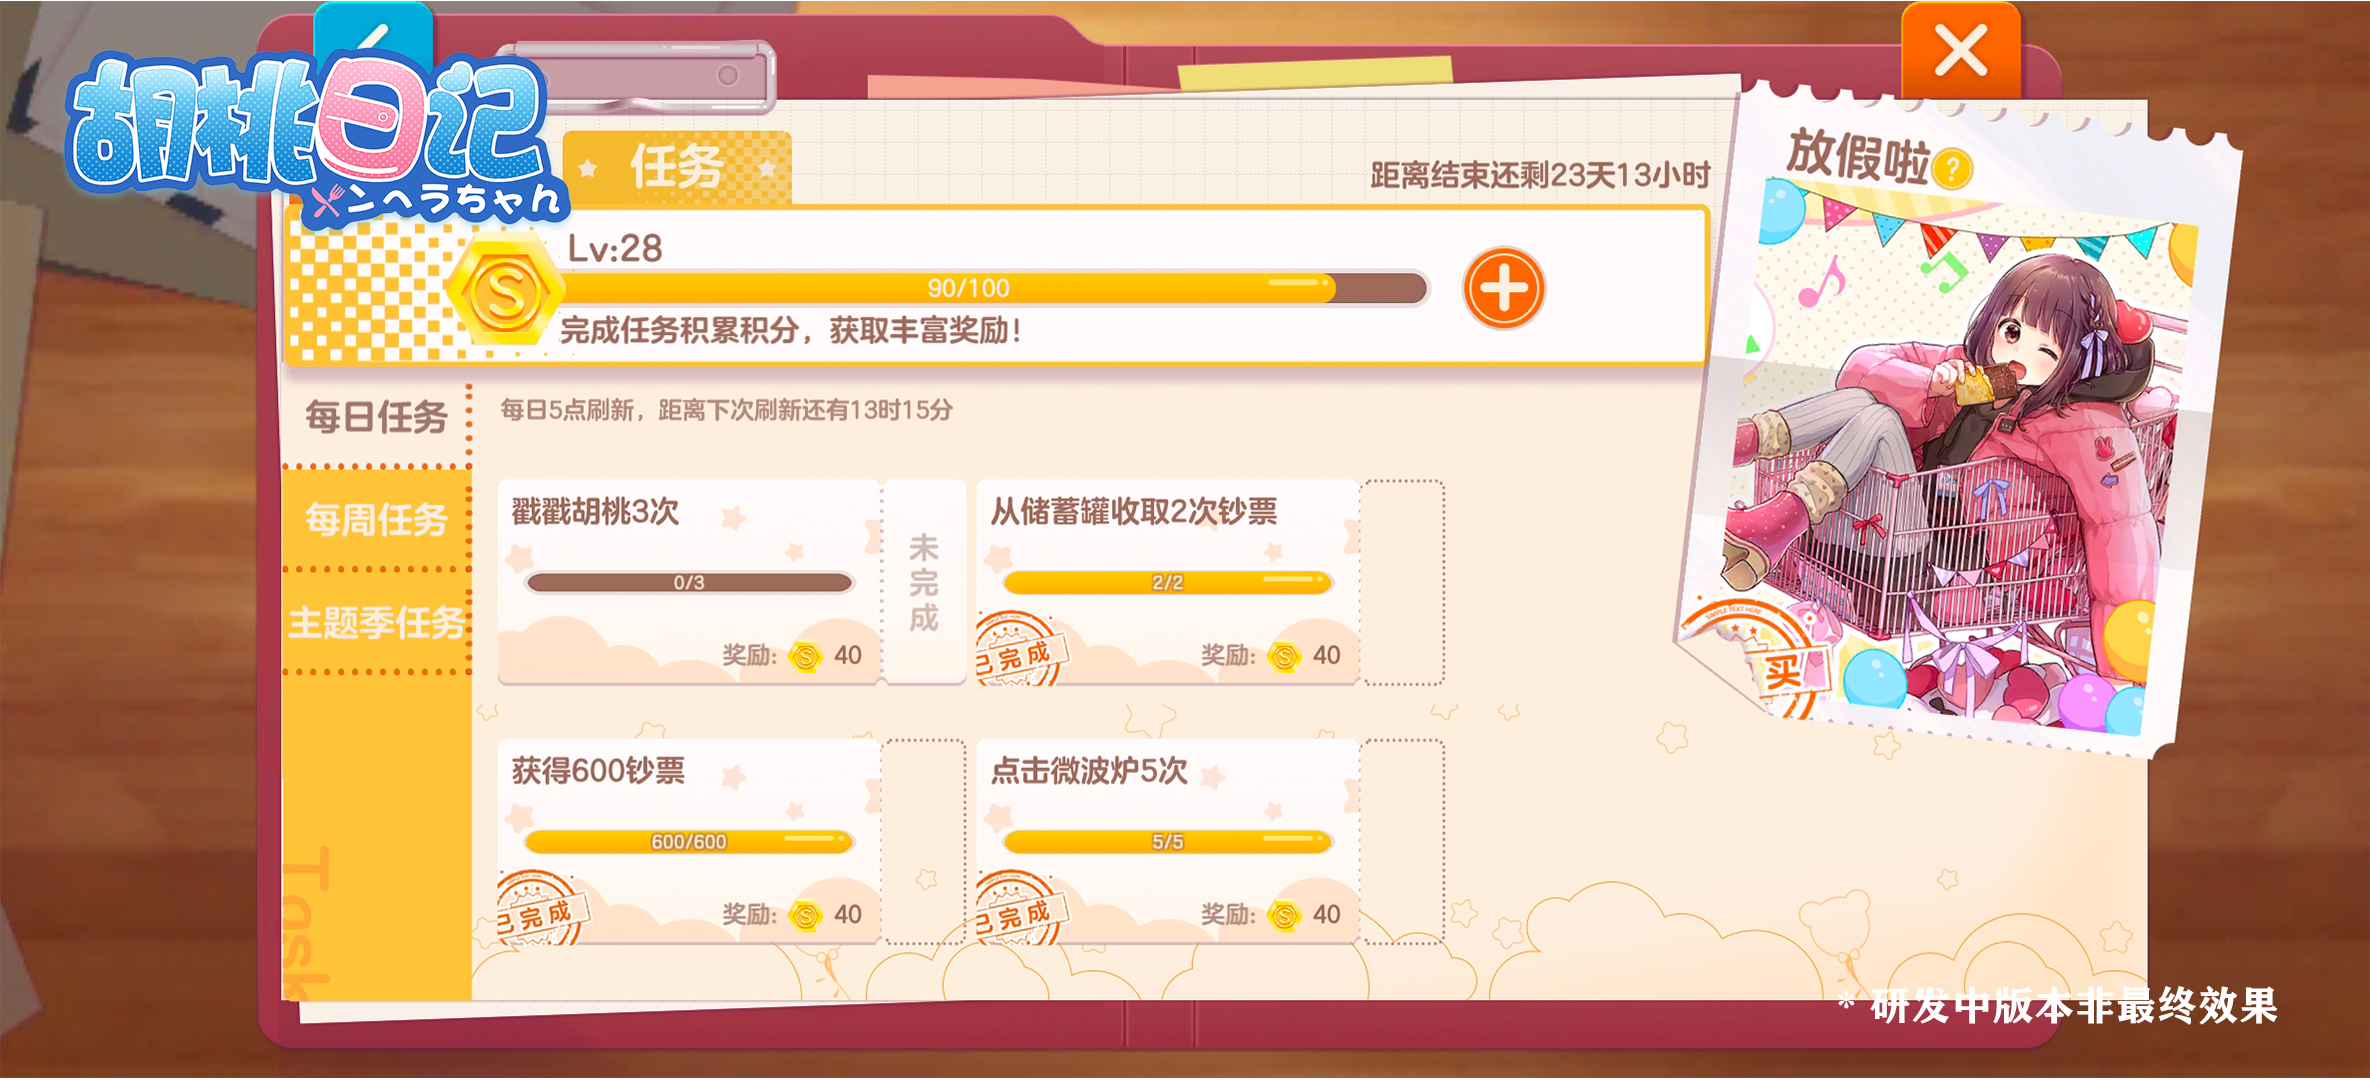 胡桃日记
メンヘラちゃん
任务
距离结束还剩23天13小时
放假啦?
Lv:28
90/100
完成任务积累积分，获取丰富奖励！
每日任务
每周任务
主题季任务
Task
每日5点刷新，距离下次刷新还有13时15分
戳戳胡桃3次
0/3
奖励: 40
未完成
从储蓄罐收取2次钞票
2/2
已完成
奖励: 40
获得600钞票
600/600
已完成
奖励: 40
点击微波炉5次
5/5
已完成
奖励: 40
SAMPLE TEXT HERE
买
* 研发中版本非最终效果